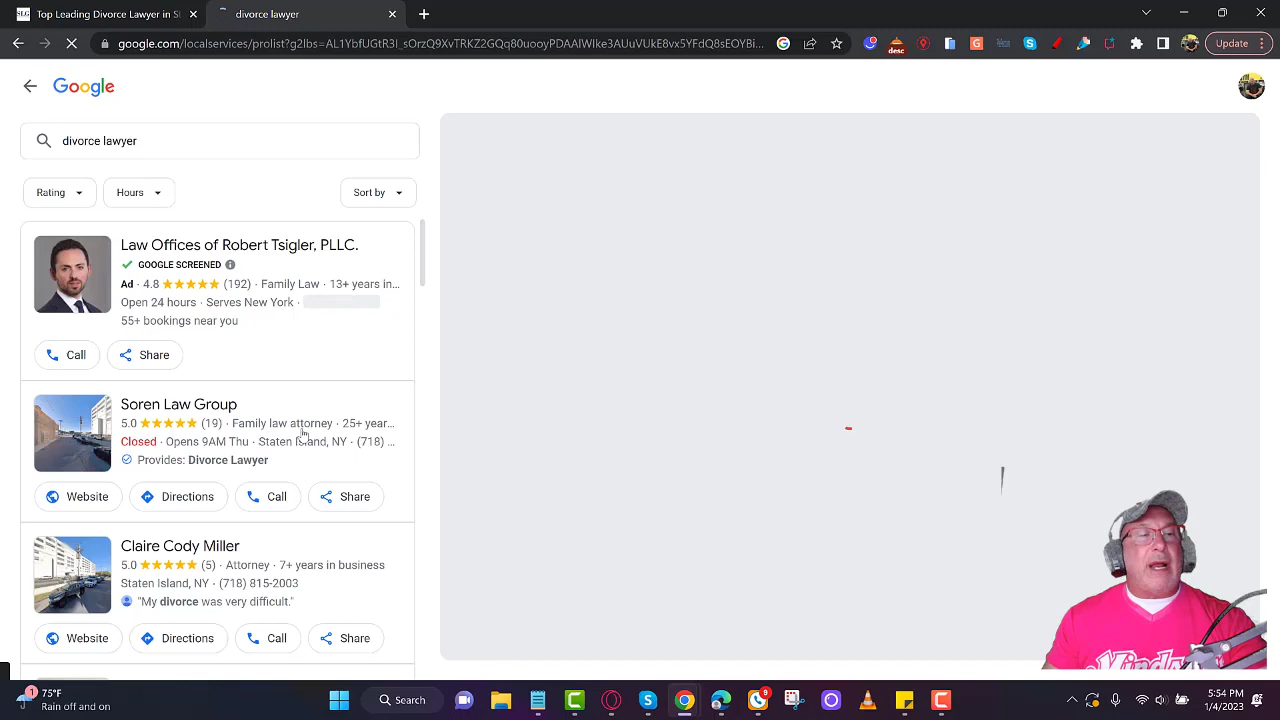 SLG Top Leading Divorce Lawyer in S
divorce lawyer
google.com/localservices/prolist?g2lbs=
desc
Update
Google
divorce lawyer
Rating
Hours
Sort by
Law Offices of Robert Tsigler, PLLC.
GOOGLE SCREENED
Ad · 4.8 (192) · Family Law · 13+ years in...
Open 24 hours · Serves New York ·
55+ bookings near you
Call
Share
Soren Law Group
5.0 (19) · Family law attorney · 25+ year...
Closed · Opens 9AM Thu · Staten Island, NY · (718) ...
Provides: Divorce Lawyer
Website
Directions
Call
Share
Claire Cody Miller
5.0 (5) · Attorney · 7+ years in business
Staten Island, NY · (718) 815-2003
"My divorce was very difficult."
Website
Directions
Call
Share
1
73°F
Rain off and on
Search
9
5:54 PM
1/4/2023